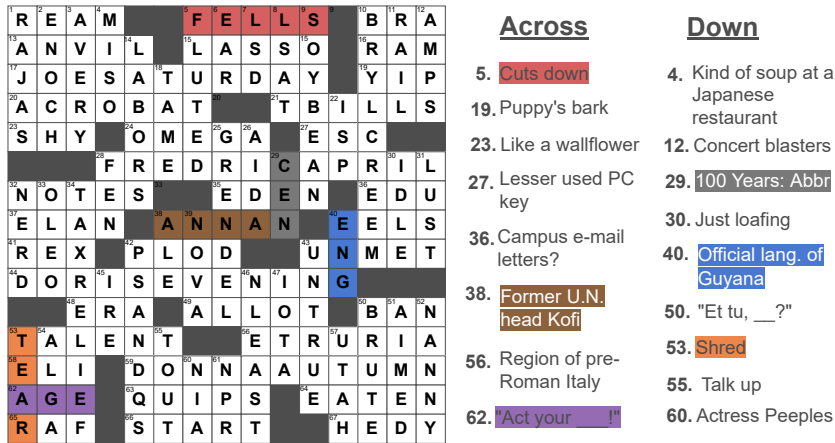 R E A M F E L L S B R A
A N V I L L A S S O R A M
J O E S A T U R D A Y Y I P
A C R O B A T T B I L L S
S H Y O M E G A E S C
F R E D R I C A P R I L
N O T E S E D E N E D U
E L A N A N N A N E E L S
R E X P L O D U N M E T
D O R I S E V E N I N G
E R A A L L O T B A N
T A L E N T E T R U R I A
E L I D O N N A A U T U M N
A G E Q U I P S E A T E N
R A F S T A R T H E D Y
Across
5. Cuts down
19. Puppy's bark
23. Like a wallflower
27. Lesser used PC
key
36. Campus e-mail
letters?
38. Former U.N.
head Kofi
56. Region of pre-
Roman Italy
62. "Act your ___!"
Down
4. Kind of soup at a
Japanese
restaurant
12. Concert blasters
29. 100 Years: Abbr
30. Just loafing
40. Official lang. of
Guyana
50. "Et tu, __?"
53. Shred
55. Talk up
60. Actress Peeples